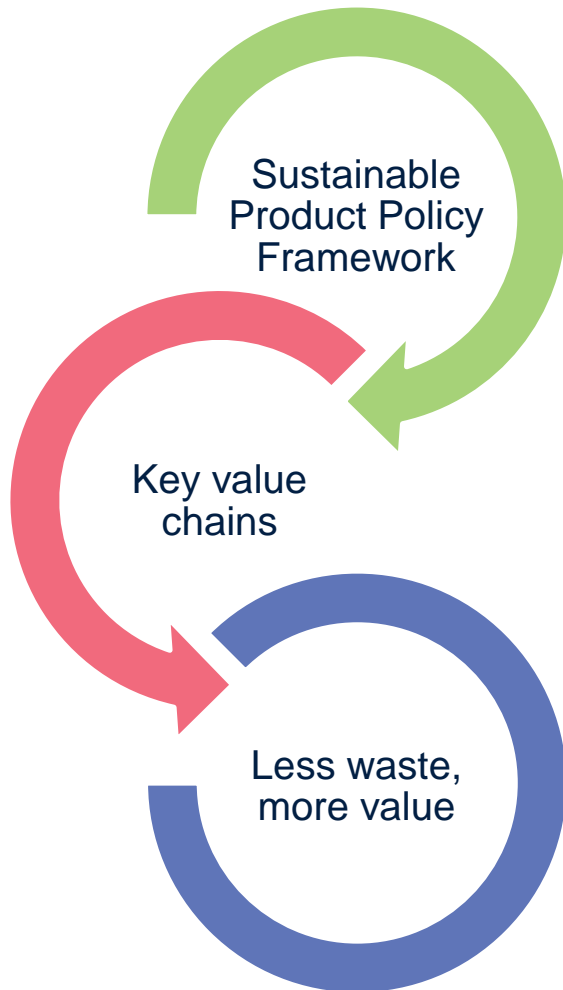 Sustainable
Product Policy
Framework
Key value
chains
Less waste,
more value